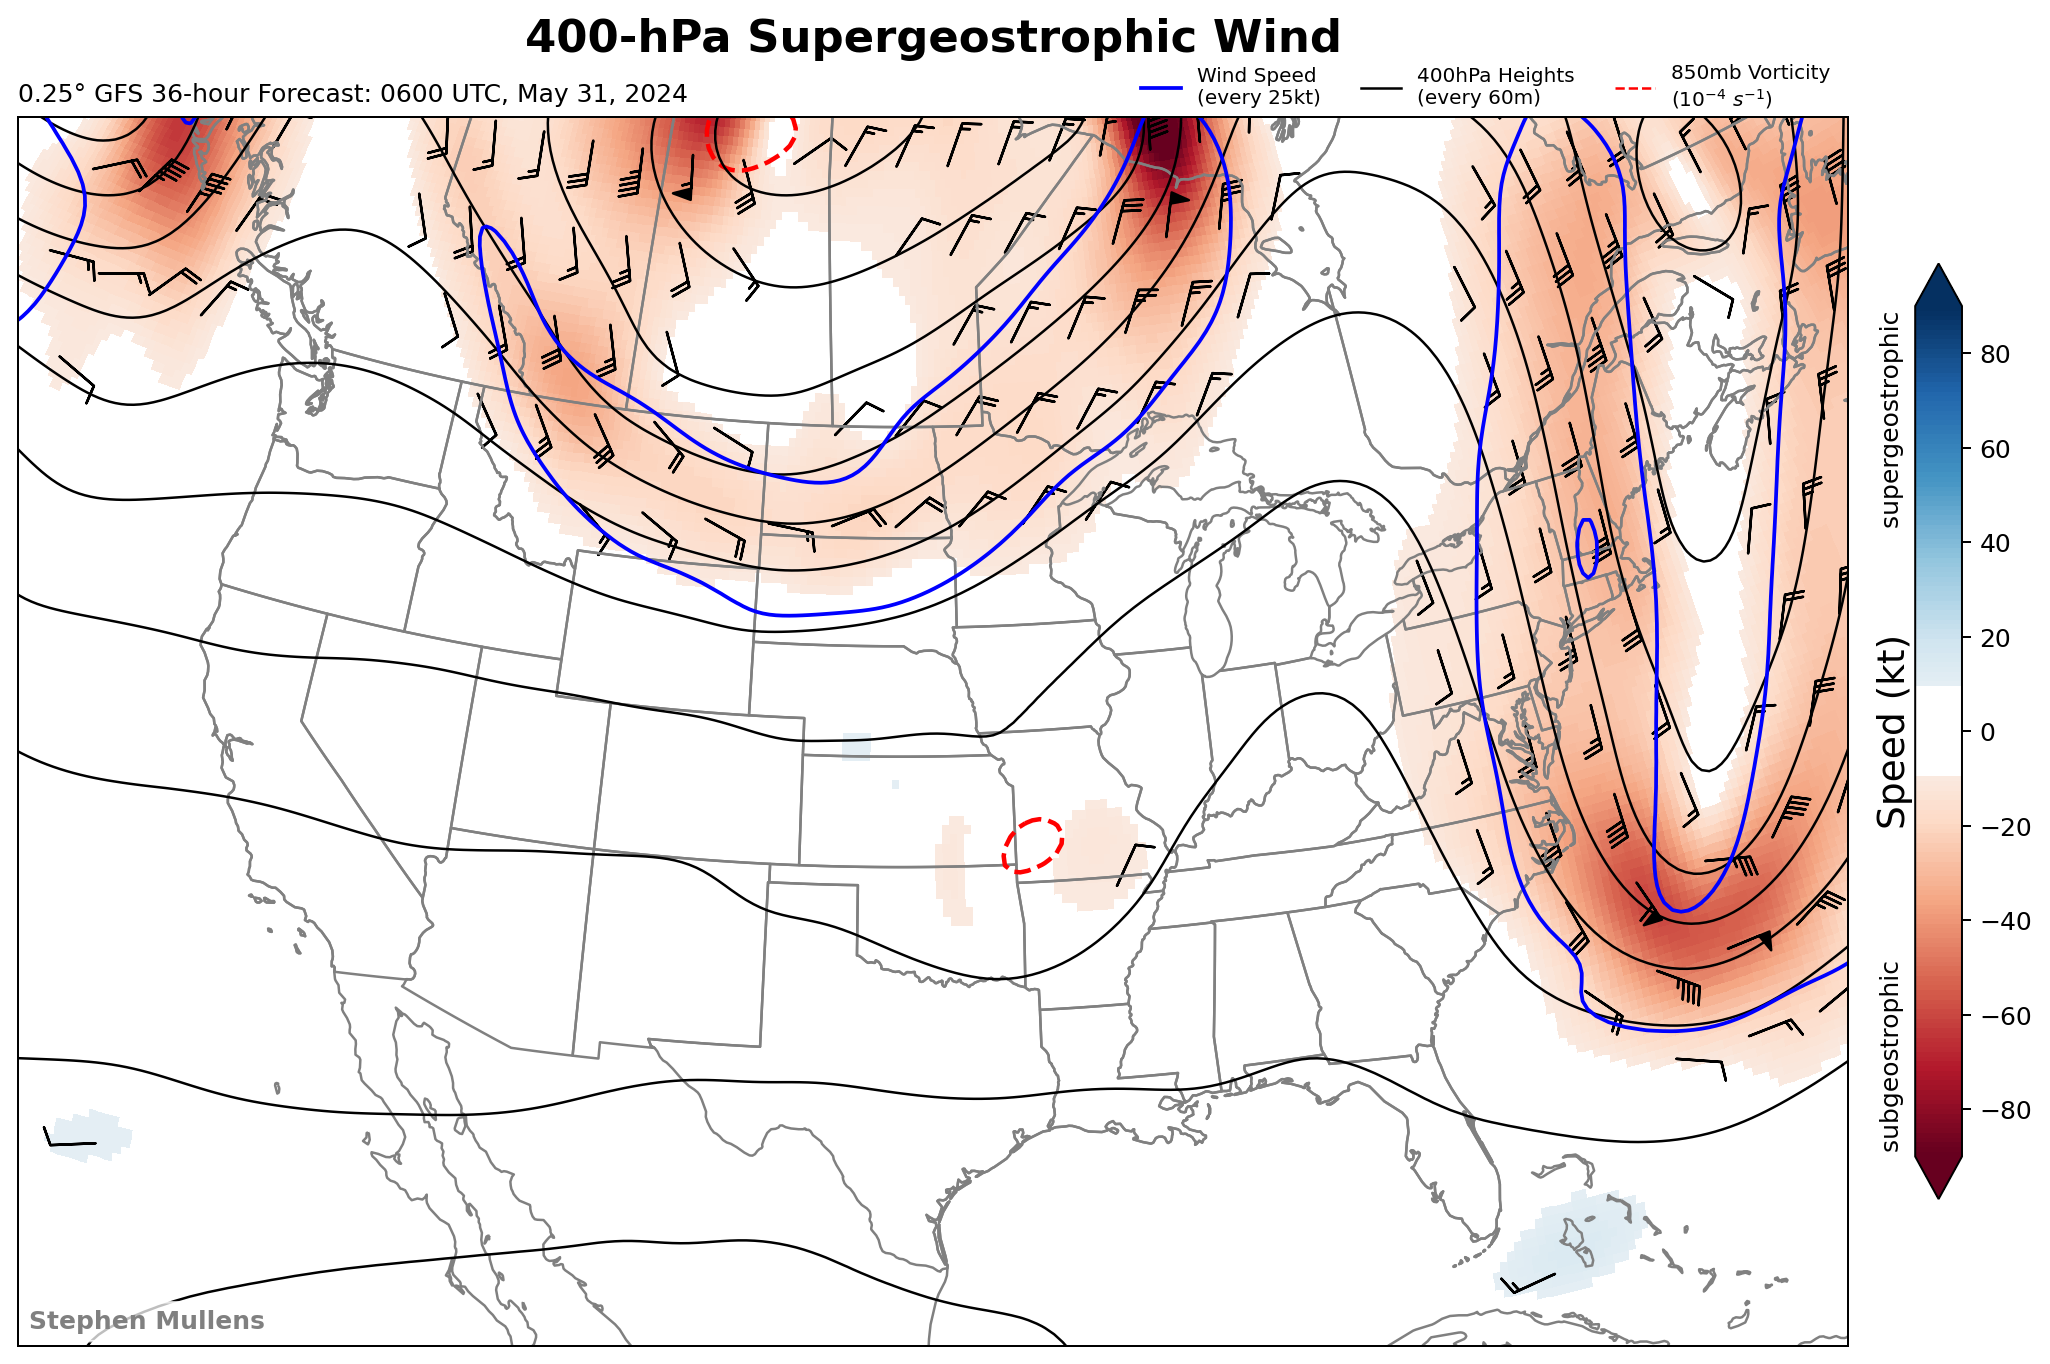 400-hPa Supergeostrophic Wind
0.25° GFS 36-hour Forecast: 0600 UTC, May 31, 2024
Wind Speed
(every 25kt)
400hPa Heights
(every 60m)
850mb Vorticity
(10⁻⁴ s⁻¹)
supergeostrophic
subgeostrophic
Speed (kt)
80
60
40
20
0
−20
−40
−60
−80
Stephen Mullens